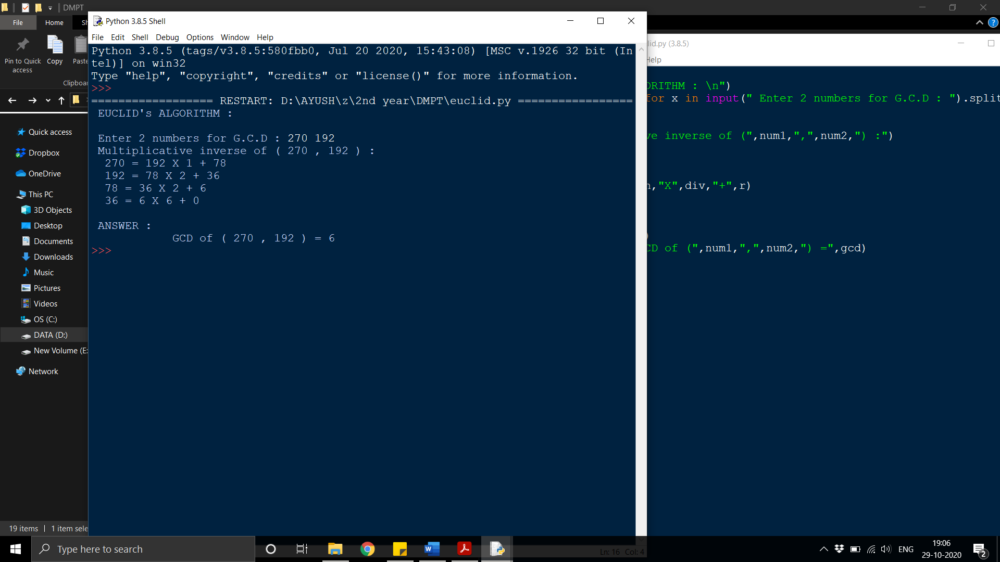 DMPT
File
Home
Python 3.8.5 Shell
File Edit Shell Debug Options Window Help
Pin to Quick access
Copy
Paste
Python 3.8.5 (tags/v3.8.5:580fbb0, Jul 20 2020, 15:43:08) [MSC v.1926 32 bit (In
tel)] on win32
Type "help", "copyright", "credits" or "license()" for more information.
>>>
================== RESTART: D:\AYUSH\z\2nd year\DMPT\euclid.py =================
EUCLID's ALGORITHM :
Enter 2 numbers for G.C.D : 270 192
Multiplicative inverse of ( 270 , 192 ) :
270 = 192 X 1 + 78
192 = 78 X 2 + 36
78 = 36 X 2 + 6
36 = 6 X 6 + 0
ANSWER :
GCD of ( 270 , 192 ) = 6
>>>
lid.py (3.8.5)
Help
ORITHM : \n")
for x in input(" Enter 2 numbers for G.C.D : ").split
ve inverse of (",num1,",",num2,") :")
,"X",div,"+",r)
)
CD of (",num1,",",num2,") =",gcd)
Quick access
Dropbox
OneDrive
This PC
3D Objects
Desktop
Documents
Downloads
Music
Pictures
Videos
OS (C:)
DATA (D:)
New Volume (E:
Network
19 items 1 item sele
Ln: 16 Col: 4
Type here to search
ENG
19:06
29-10-2020
2